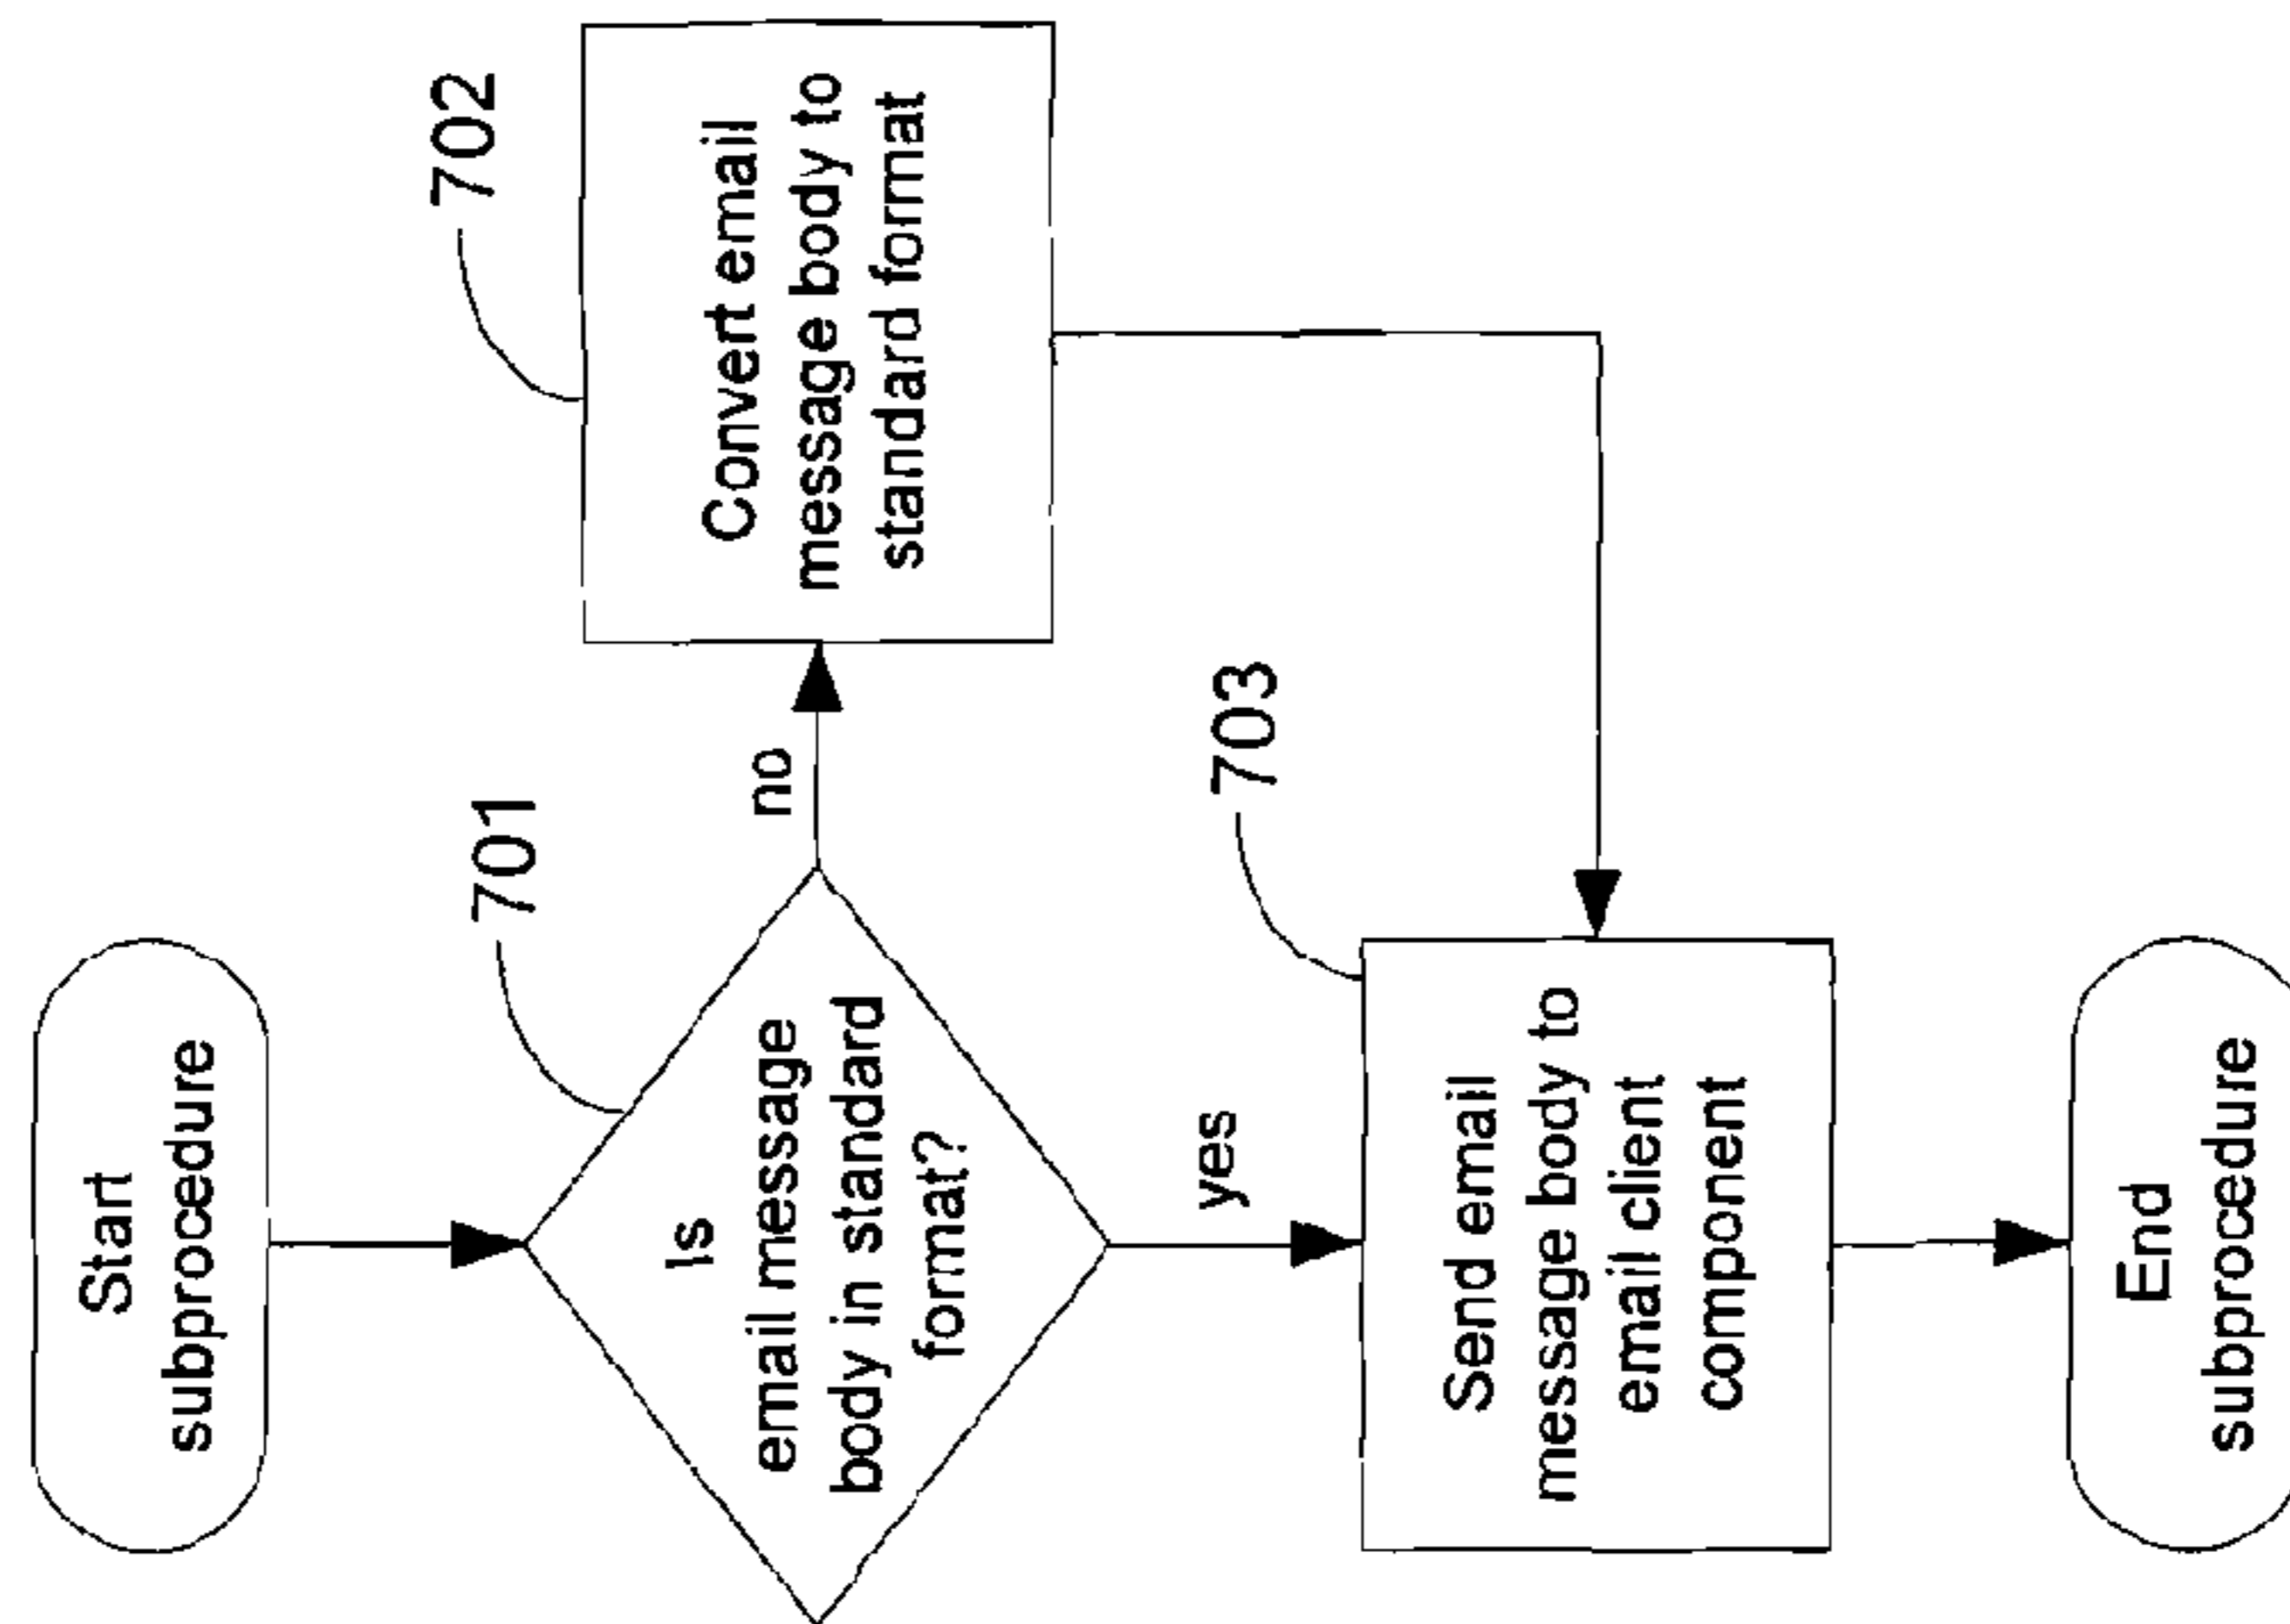 Start
subprocedure
701
Is
email message
body in standard
format?
no
702
Convert email
message body to
standard format
yes
703
Send email
message body to
email client
component
End
subprocedure